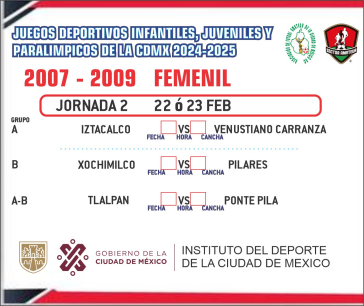 JUEGOS DEPORTIVOS INFANTILES, JUVENILES Y
PARALIMPICOS DE LA CDMX 2024-2025
2007 - 2009 FEMENIL
JORNADA 2 22 ó 23 FEB
GRUPO
A IZTACALCO VS VENUSTIANO CARRANZA
FECHA HORA CANCHA
B XOCHIMILCO VS PILARES
FECHA HORA CANCHA
A-B TLALPAN VS PONTE PILA
FECHA HORA CANCHA
GOBIERNO DE LA
CIUDAD DE MÉXICO
INSTITUTO DEL DEPORTE
DE LA CIUDAD DE MEXICO